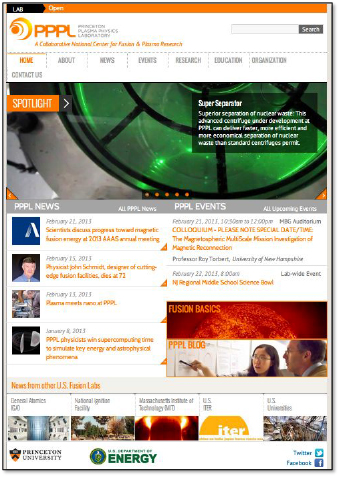 LAB Open
PPPL PRINCETON
PLASMA PHYSICS
LABORATORY
A Collaborative National Center for Fusion & Plasma Research
Search
HOME ABOUT NEWS EVENTS RESEARCH EDUCATION ORGANIZATION
CONTACT US
SPOTLIGHT
Super Separator
Superior separation of nuclear waste: This
advanced centrifuge under development at
PPPL can deliver faster, more efficient and
more economical separation of nuclear
waste than standard centrifuges permit.
PPPL NEWS All PPPL News
February 21, 2013
Scientists discuss progress toward magnetic
fusion energy at 2013 AAAS annual meeting
February 15, 2013
Physicist John Schmidt, designer of cutting-
edge fusion facilities, dies at 72
February 13, 2013
Plasma meets nano at PPPL
January 8, 2013
PPPL physicists win supercomputing time
to simulate key energy and astrophysical
phenomena
PPPL EVENTS All Upcoming Events
February 21, 2013, 10:50am to 12:00pm MBG Auditorium
COLLOQUIUM - PLEASE NOTE SPECIAL DATE/TIME:
The Magnetospheric MultiScale Mission Investigation of
Magnetic Reconnection
Professor Roy Torbert, University of New Hampshire
February 22, 2013, 8:00am Lab-wide Event
NJ Regional Middle School Science Bowl
FUSION BASICS
PPPL BLOG
News from other U.S. Fusion Labs
General Atomics
(GA)
National Ignition
Facility
Massachusetts Institute of
Technology (MIT)
U.S.
ITER
U.S.
Universities
iter
PRINCETON
UNIVERSITY
U.S. DEPARTMENT OF
ENERGY
Twitter
Facebook